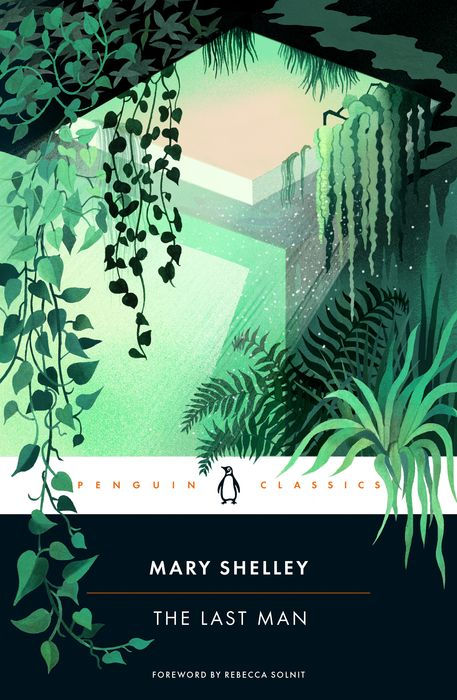 PENGUIN CLASSICS
MARY SHELLEY
THE LAST MAN
FOREWORD BY REBECCA SOLNIT